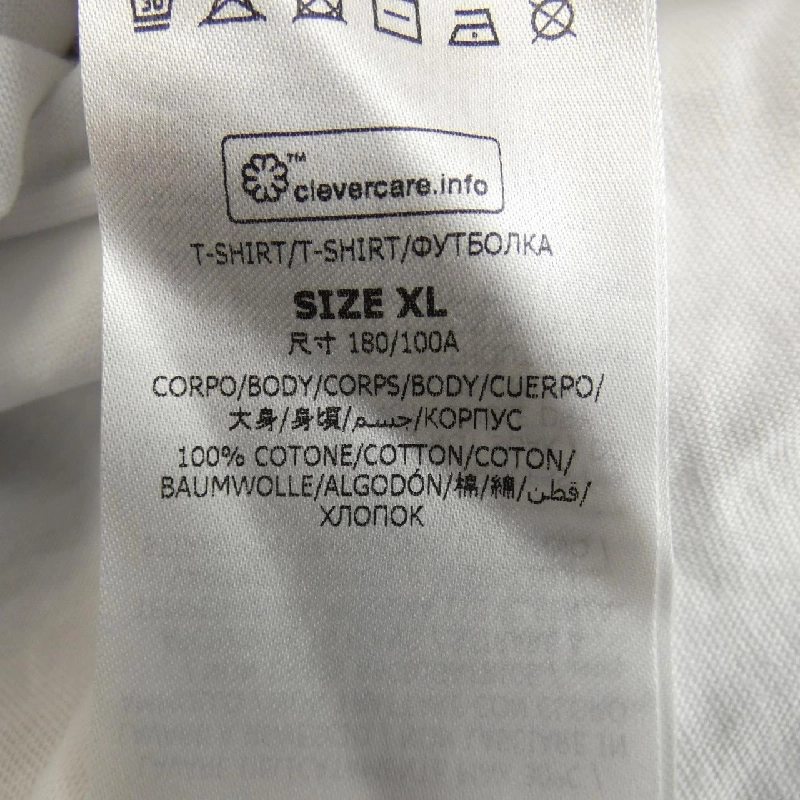 30
™
clevercare.info
T-SHIRT/T-SHIRT/ФУТБОЛКА
SIZE XL
尺寸 180/100A
CORPO/BODY/CORPS/BODY/CUERPO/
大身/身頃/جسم/КОРПУС
100% COTONE/COTTON/COTON/
BAUMWOLLE/ALGODÓN/棉/綿/قطن/
ХЛОПОК